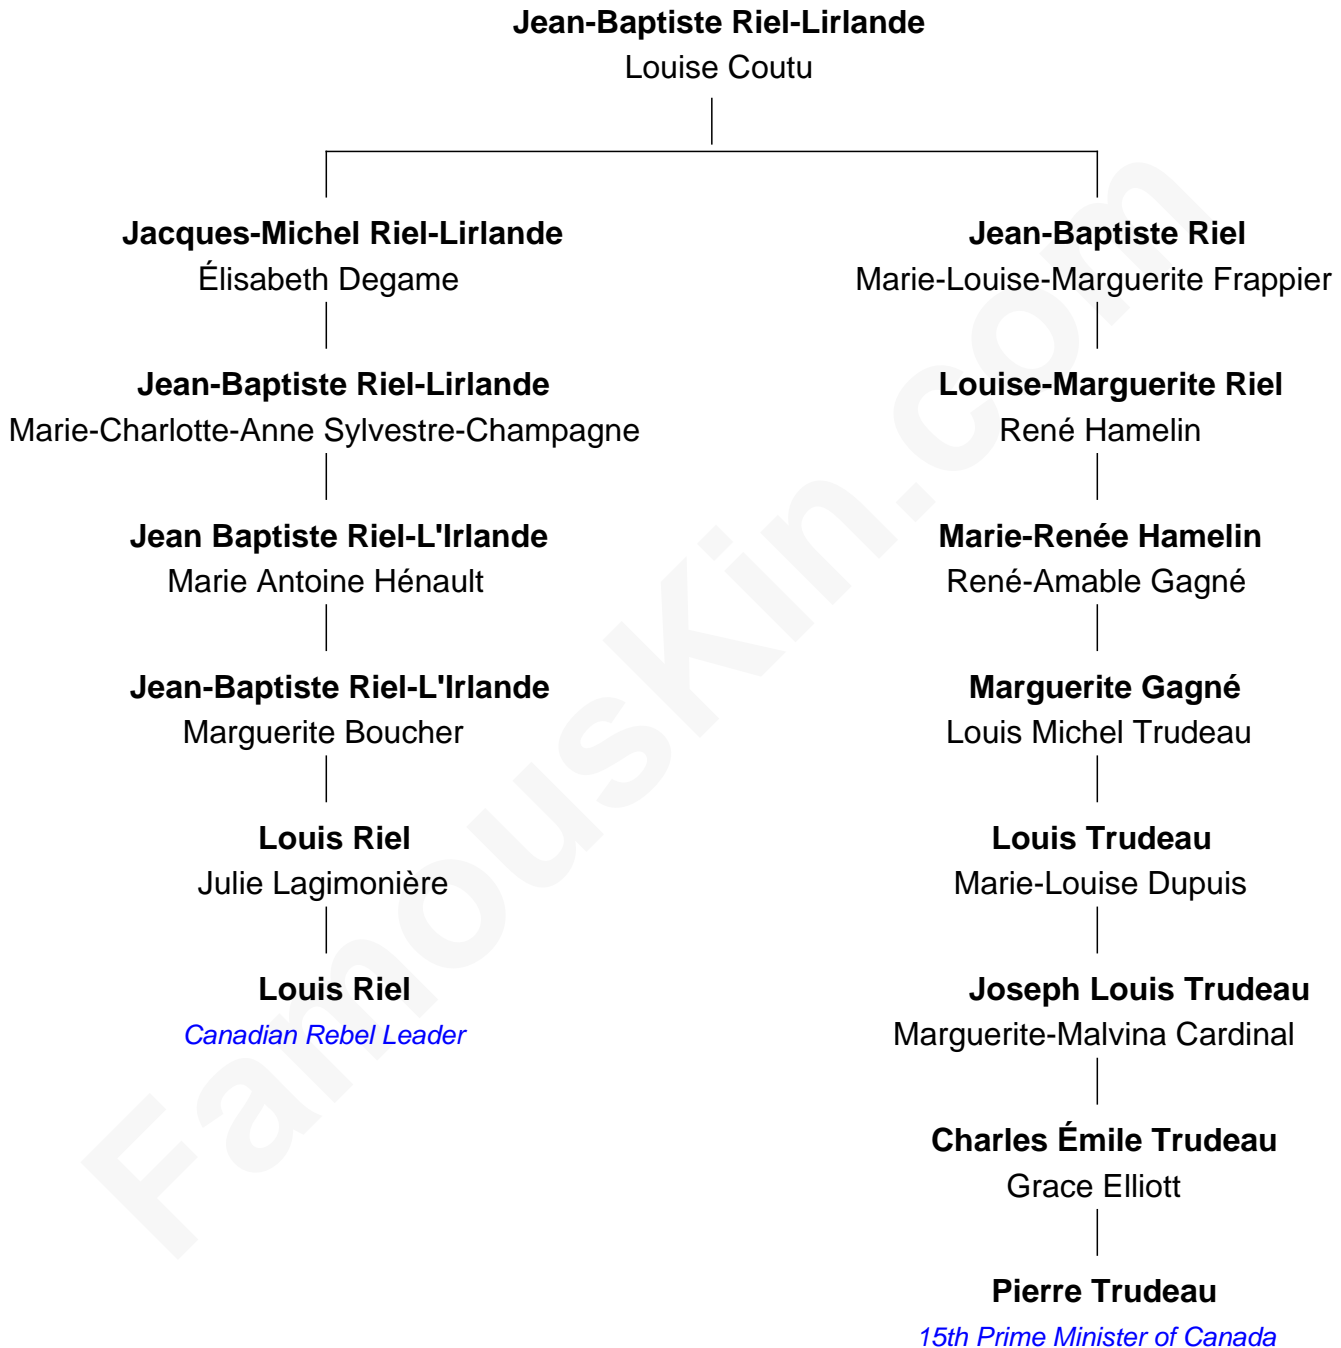 Jean-Baptiste Riel-Lirlande
Louise Coutu
Jacques-Michel Riel-Lirlande
Élisabeth Degame
Jean-Baptiste Riel
Marie-Louise-Marguerite Frappier
Jean-Baptiste Riel-Lirlande
Marie-Charlotte-Anne Sylvestre-Champagne
Louise-Marguerite Riel
René Hamelin
Jean Baptiste Riel-L'Irlande
Marie Antoine Hénault
Marie-Renée Hamelin
René-Amable Gagné
Jean-Baptiste Riel-L'Irlande
Marguerite Boucher
Marguerite Gagné
Louis Michel Trudeau
Louis Riel
Julie Lagimonière
Louis Trudeau
Marie-Louise Dupuis
Louis Riel
Canadian Rebel Leader
Joseph Louis Trudeau
Marguerite-Malvina Cardinal
Charles Émile Trudeau
Grace Elliott
Pierre Trudeau
15th Prime Minister of Canada
FamousKin.com